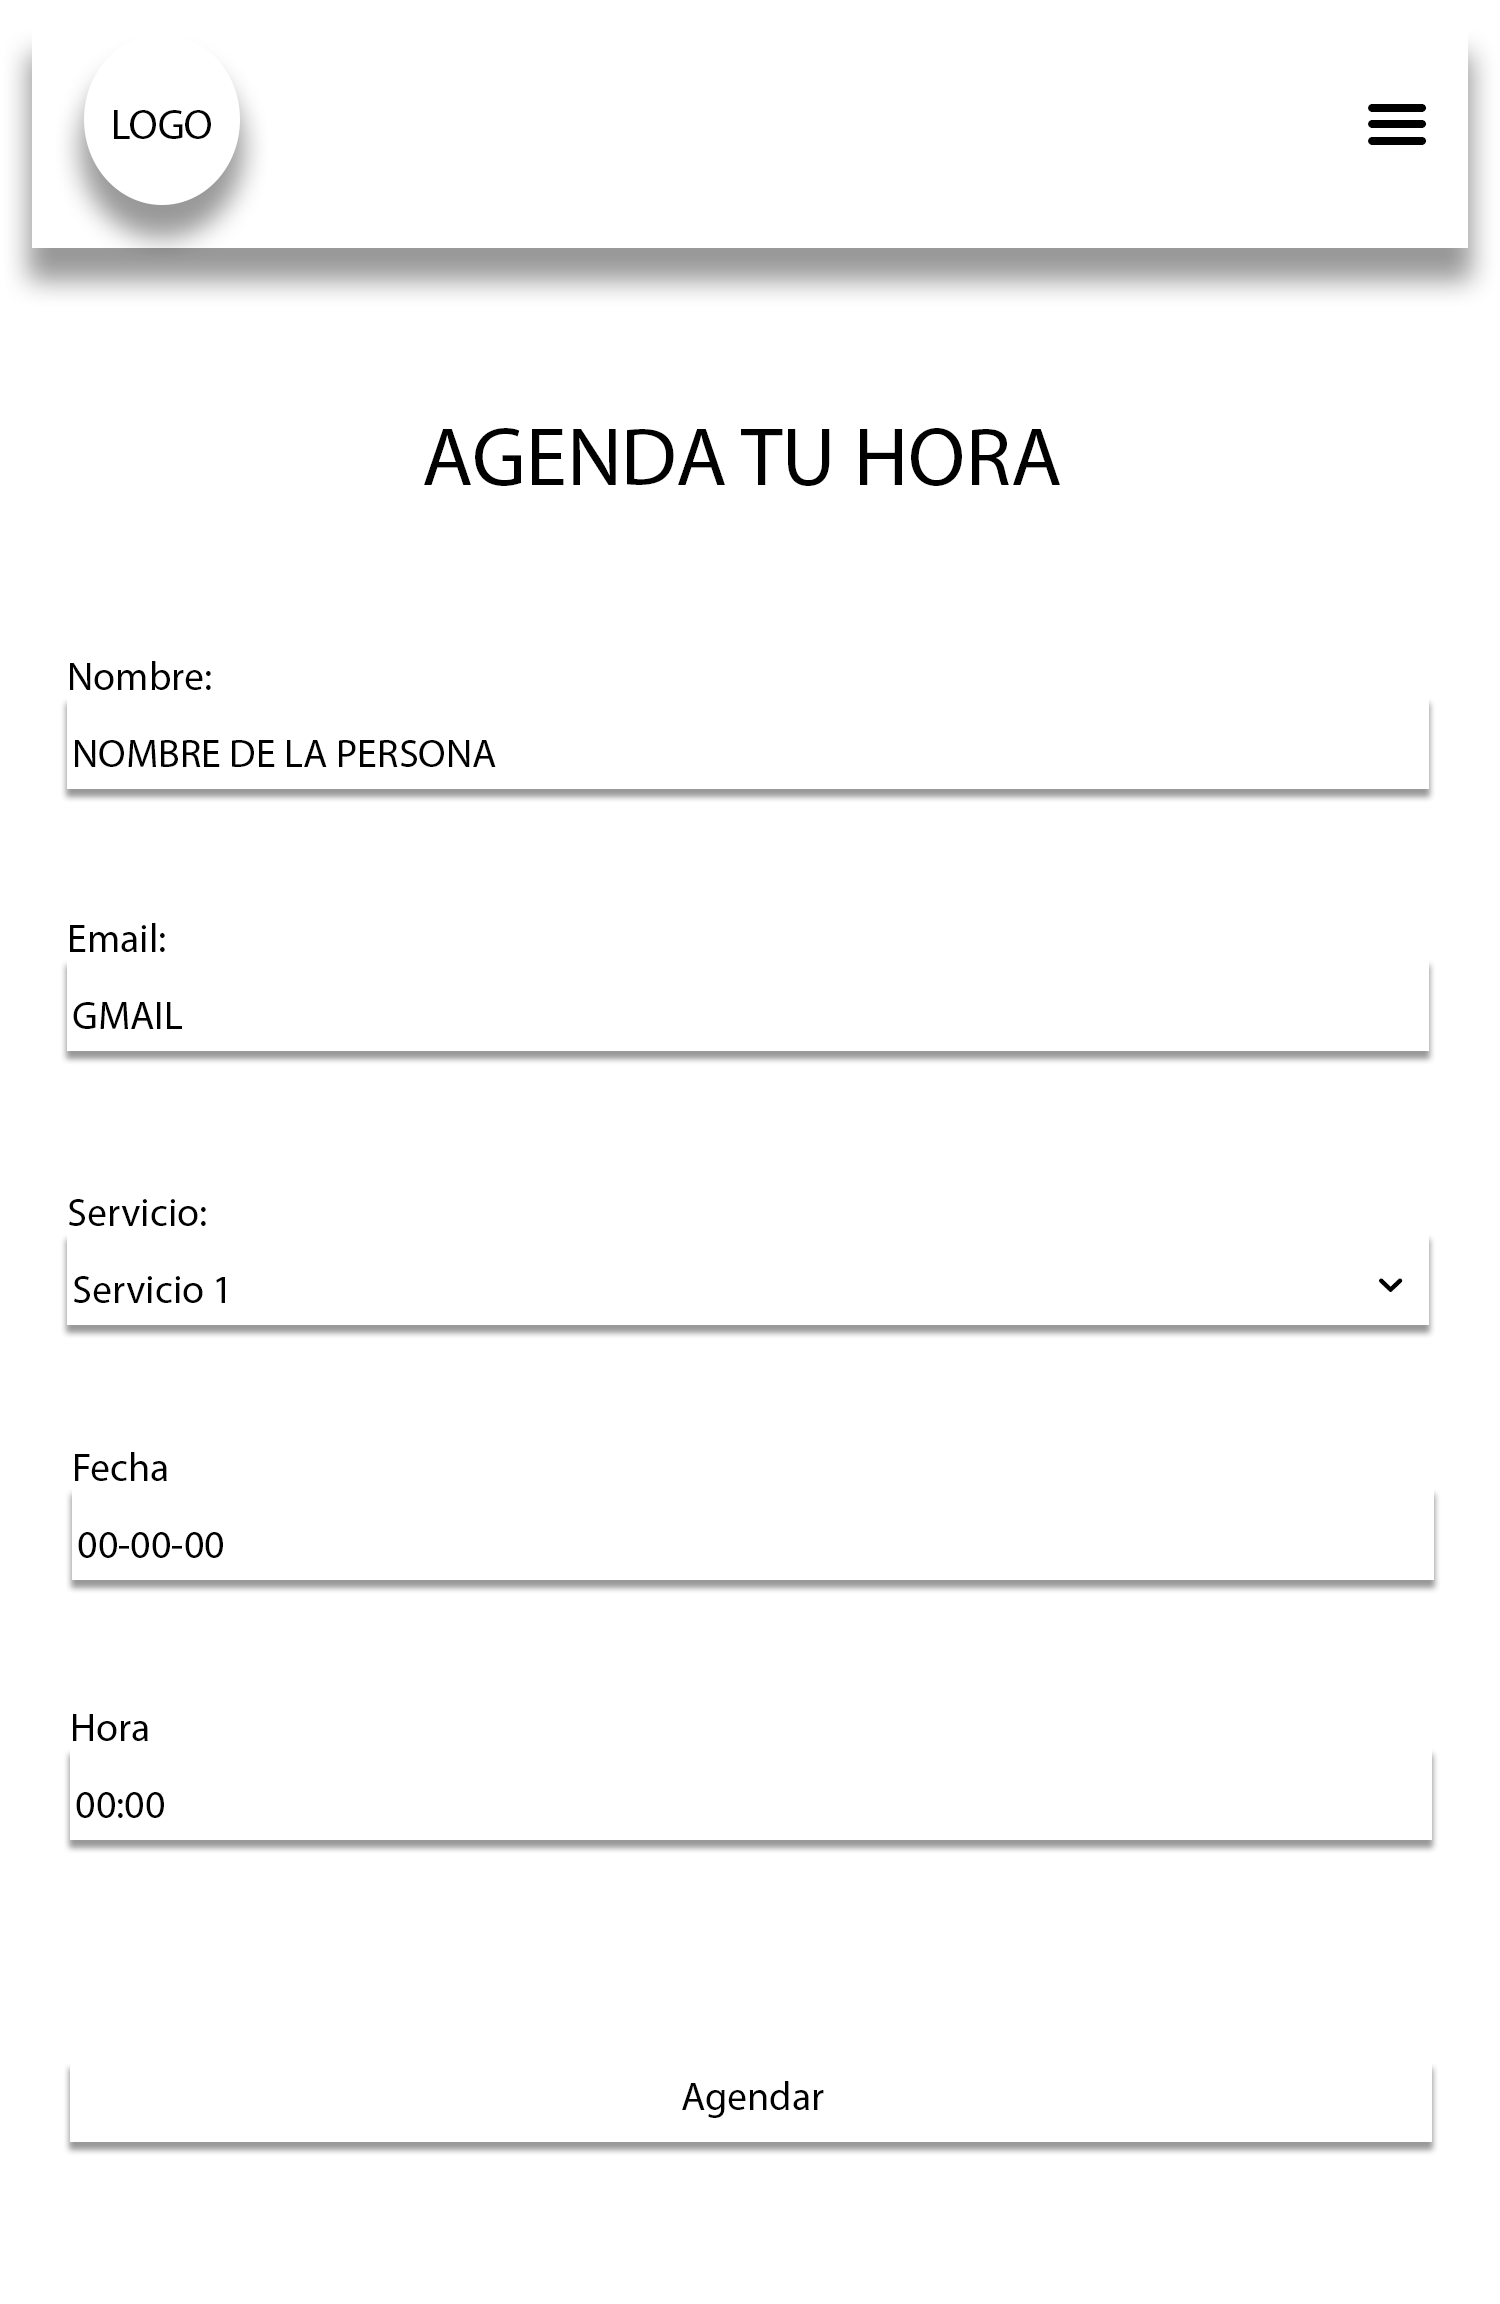 LOGO
AGENDA TU HORA
Nombre:
NOMBRE DE LA PERSONA
Email:
GMAIL
Servicio:
Servicio 1
Fecha
00-00-00
Hora
00:00
Agendar